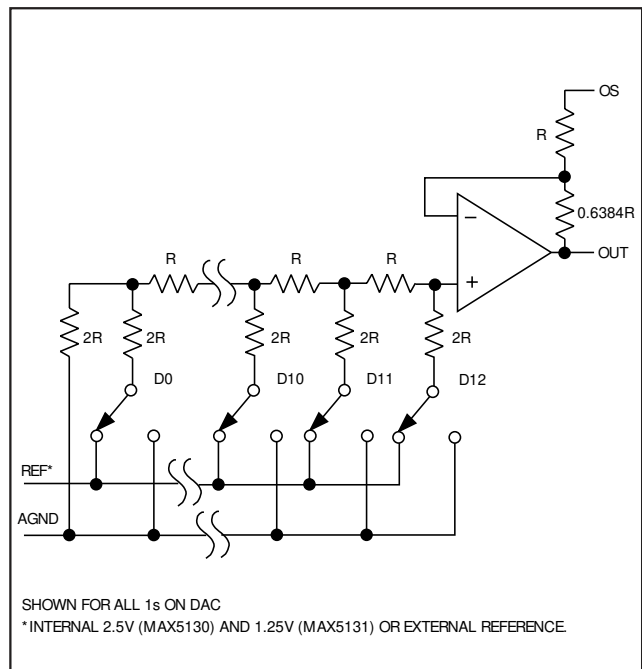 OS
R
0.6384R
−
OUT
R
R
R
+
2R
2R
2R
2R
2R
D0
D10
D11
D12
REF*
AGND
SHOWN FOR ALL 1s ON DAC
*INTERNAL 2.5V (MAX5130) AND 1.25V (MAX5131) OR EXTERNAL REFERENCE.